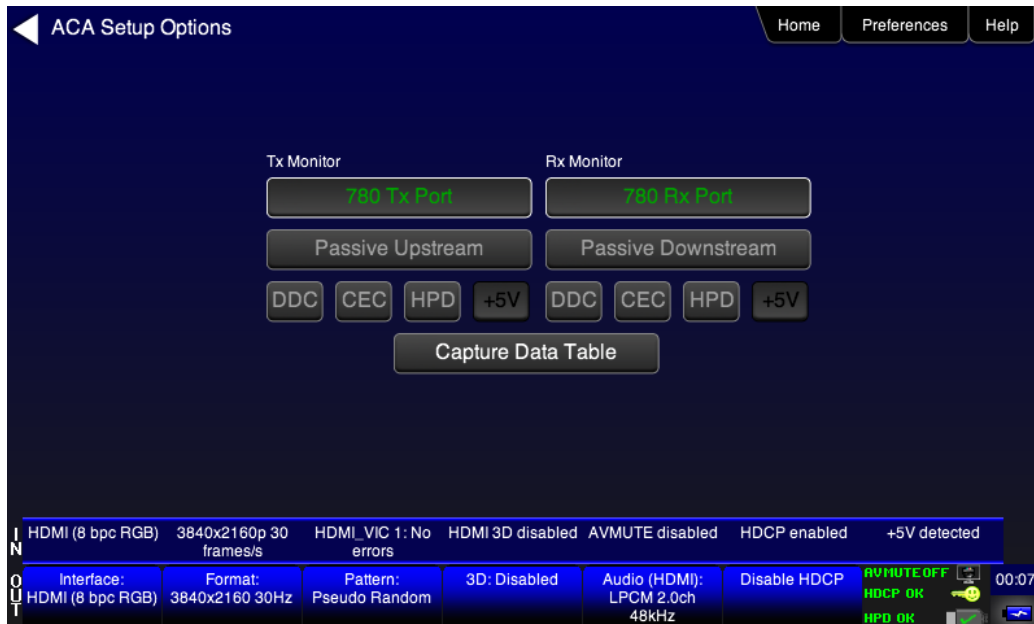 ACA Setup Options
Home
Preferences
Help
Tx Monitor
Rx Monitor
780 Tx Port
780 Rx Port
Passive Upstream
Passive Downstream
DDC
CEC
HPD
+5V
DDC
CEC
HPD
+5V
Capture Data Table
IN
HDMI (8 bpc RGB)
3840x2160p 30
frames/s
HDMI_VIC 1: No
errors
HDMI 3D disabled
AVMUTE disabled
HDCP enabled
+5V detected
OUT
Interface:
HDMI (8 bpc RGB)
Format:
3840x2160 30Hz
Pattern:
Pseudo Random
3D: Disabled
Audio (HDMI):
LPCM 2.0ch
48kHz
Disable HDCP
AVMUTEOFF
HDCP OK
HPD OK
00:07